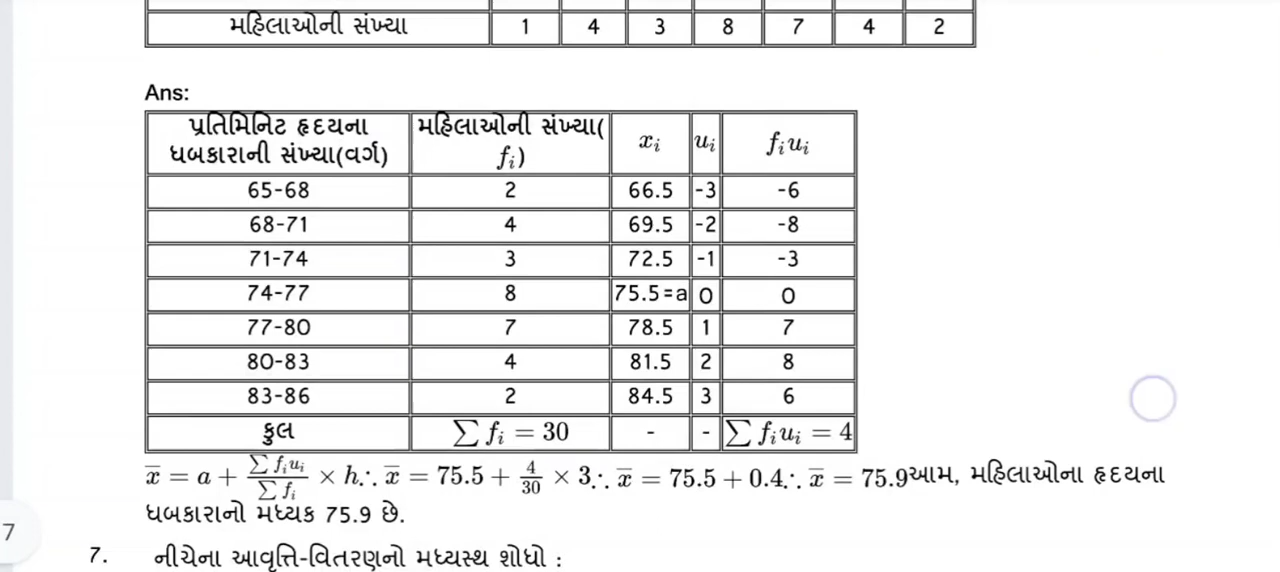 મહિલાઓની સંખ્યા 1 4 3 8 7 4 2
Ans:
પ્રતિમિનિટ હૃદયના ધબકારાની સંખ્યા(વર્ગ) મહિલાઓની સંખ્યા( fᵢ) xᵢ uᵢ fᵢuᵢ
65-68 2 66.5 -3 -6
68-71 4 69.5 -2 -8
71-74 3 72.5 -1 -3
74-77 8 75.5=a 0 0
77-80 7 78.5 1 7
80-83 4 81.5 2 8
83-86 2 84.5 3 6
કુલ ∑ fᵢ = 30 - - ∑ fᵢuᵢ = 4
x̅ = a + ∑ fᵢuᵢ / ∑ fᵢ × h∴ x̅ = 75.5 + 4/30 × 3∴ x̅ = 75.5 + 0.4∴ x̅ = 75.9આમ, મહિલાઓના હૃદયના
ધબકારાનો મધ્યક 75.9 છે.
7
7. નીચેના આવૃત્તિ-વિતરણનો મધ્યસ્થ શોધો :